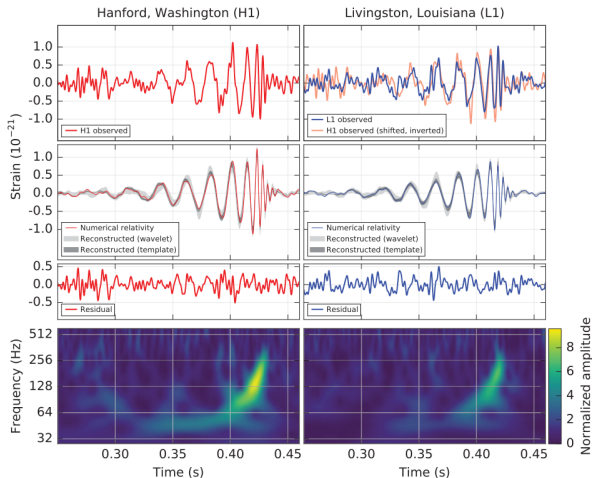 Hanford, Washington (H1)
Livingston, Louisiana (L1)
1.0
0.5
0.0
-0.5
-1.0
H1 observed
L1 observed
H1 observed (shifted, inverted)
Strain (10⁻²¹)
1.0
0.5
0.0
-0.5
-1.0
Numerical relativity
Reconstructed (wavelet)
Reconstructed (template)
Numerical relativity
Reconstructed (wavelet)
Reconstructed (template)
0.5
0.0
-0.5
Residual
Residual
Frequency (Hz)
512
256
128
64
32
0.30
0.35
0.40
0.45
0.30
0.35
0.40
0.45
Time (s)
Time (s)
8
6
4
2
0
Normalized amplitude